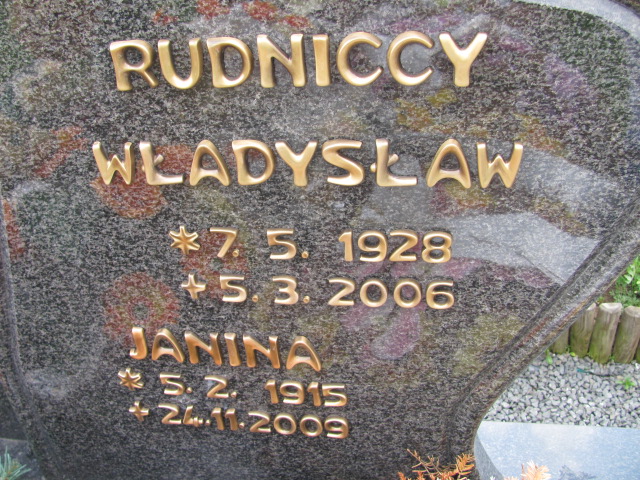 RUDNICCY
WŁADYSŁAW
* 7. 5. 1928
+ 5. 3. 2006
JANINA
* 5. 2. 1915
+ 24.11.2009